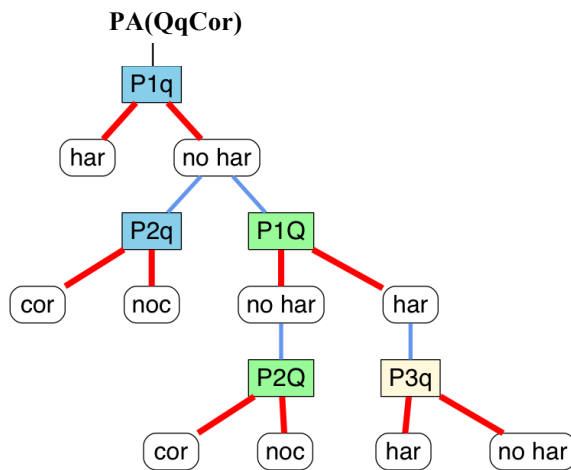 PA(QqCor)
P1q
har
no har
P2q
P1Q
cor
noc
no har
har
P2Q
P3q
cor
noc
har
no har